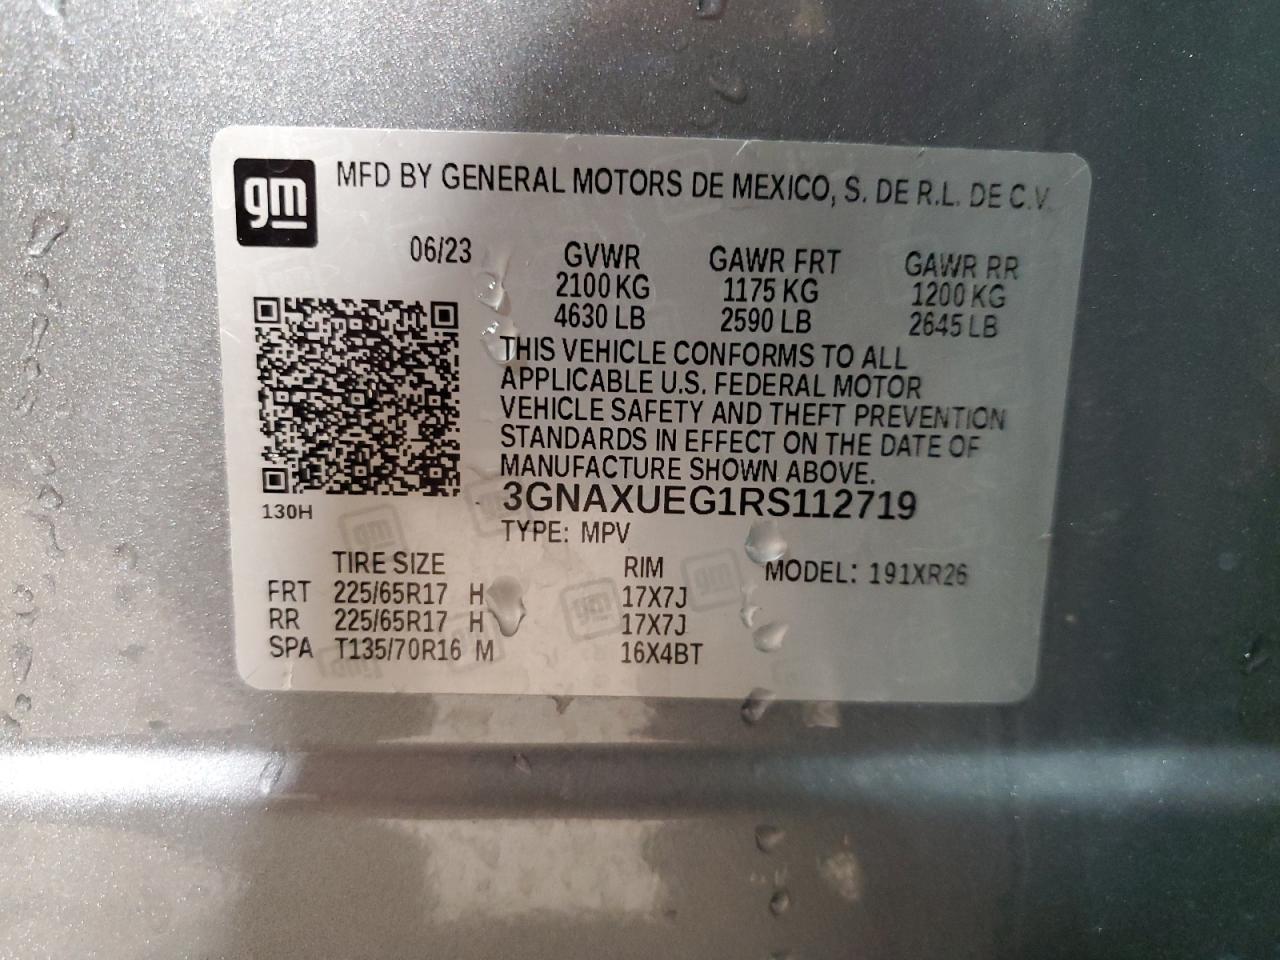 gm
MFD BY GENERAL MOTORS DE MEXICO, S. DE R.L. DE C.V.
06/23 GVWR GAWR FRT GAWR RR
2100 KG 1175 KG 1200 KG
4630 LB 2590 LB 2645 LB
THIS VEHICLE CONFORMS TO ALL
APPLICABLE U.S. FEDERAL MOTOR
VEHICLE SAFETY AND THEFT PREVENTION
STANDARDS IN EFFECT ON THE DATE OF
MANUFACTURE SHOWN ABOVE.
3GNAXUEG1RS112719
130H
TYPE: MPV
TIRE SIZE RIM MODEL: 191XR26
FRT 225/65R17 H 17X7J
RR 225/65R17 H 17X7J
SPA T135/70R16 M 16X4BT